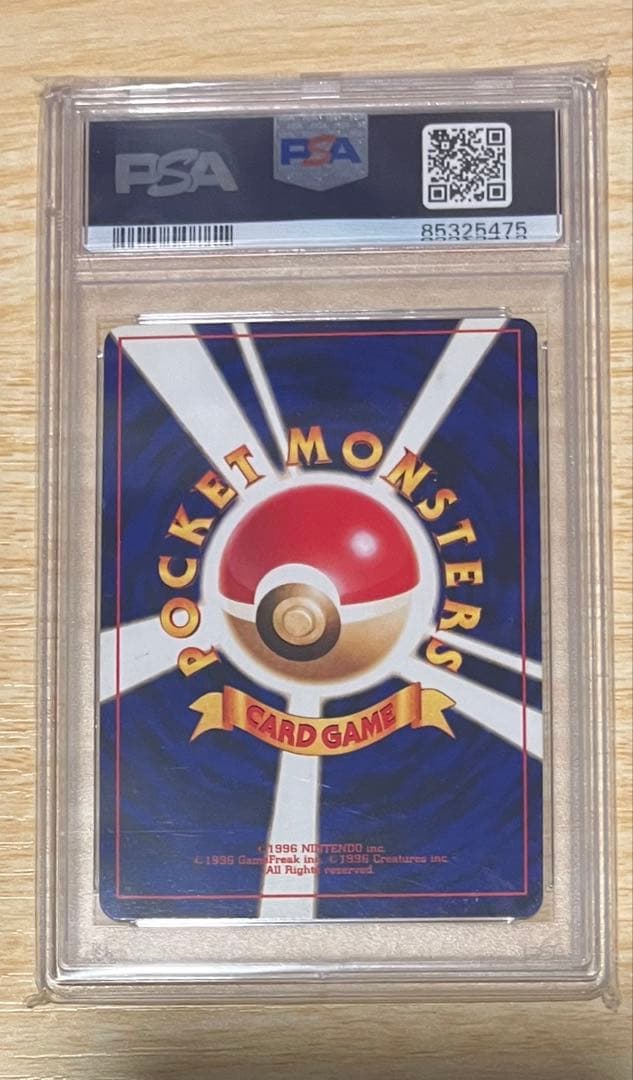 PSA PSA
85325475
POCKET MONSTERS
CARD GAME
©1996 NINTENDO inc.
©1996 GameFreak inc. ©1996 Creatures inc.
All Rights reserved.